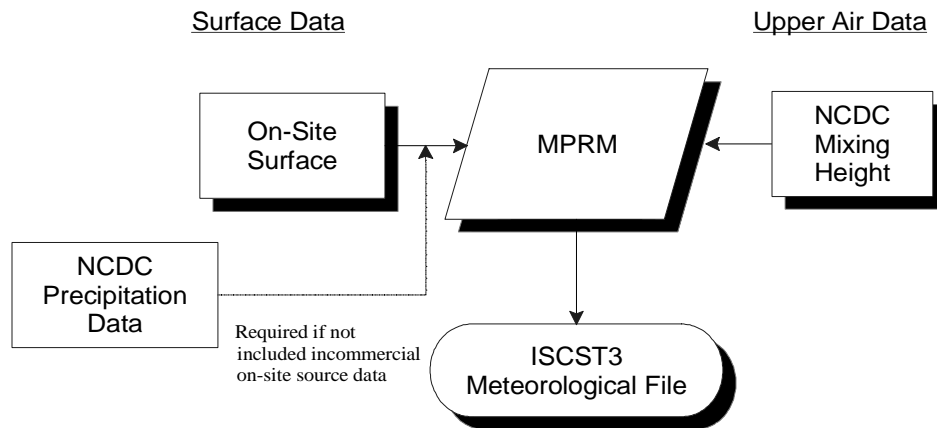 Surface Data
Upper Air Data
On-Site
Surface
MPRM
NCDC
Mixing
Height
NCDC
Precipitation
Data
Required if not
included incommercial
on-site source data
ISCST3
Meteorological File